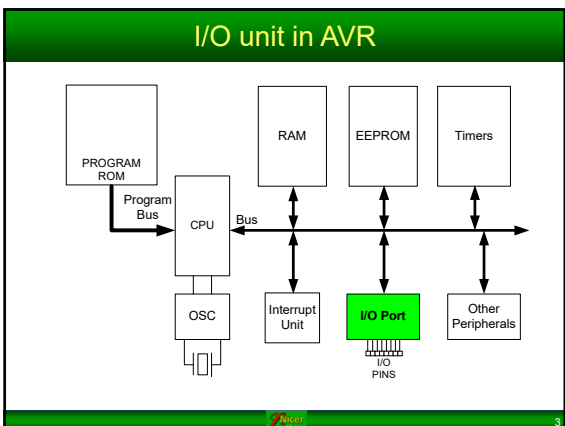 I/O unit in AVR
RAM
EEPROM
Timers
PROGRAM
ROM
Program
Bus
CPU
Bus
OSC
Interrupt
Unit
I/O Port
Other
Peripherals
I/O
PINS
Nicer
3